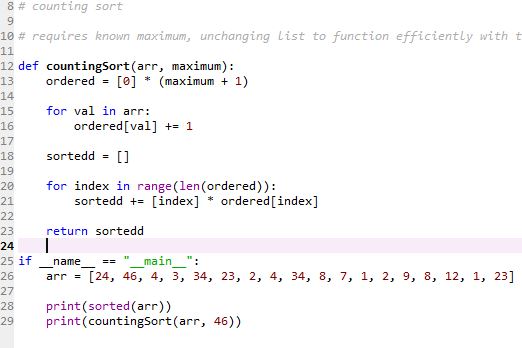 8 # counting sort
9
10 # requires known maximum, unchanging list to function efficiently with t
11
12 def countingSort(arr, maximum):
13     ordered = [0] * (maximum + 1)
14
15     for val in arr:
16         ordered[val] += 1
17
18     sortedd = []
19
20     for index in range(len(ordered)):
21         sortedd += [index] * ordered[index]
22
23     return sortedd
24
25 if __name__ == "__main__":
26     arr = [24, 46, 4, 3, 34, 23, 2, 4, 34, 8, 7, 1, 2, 9, 8, 12, 1, 23]
27
28     print(sorted(arr))
29     print(countingSort(arr, 46))